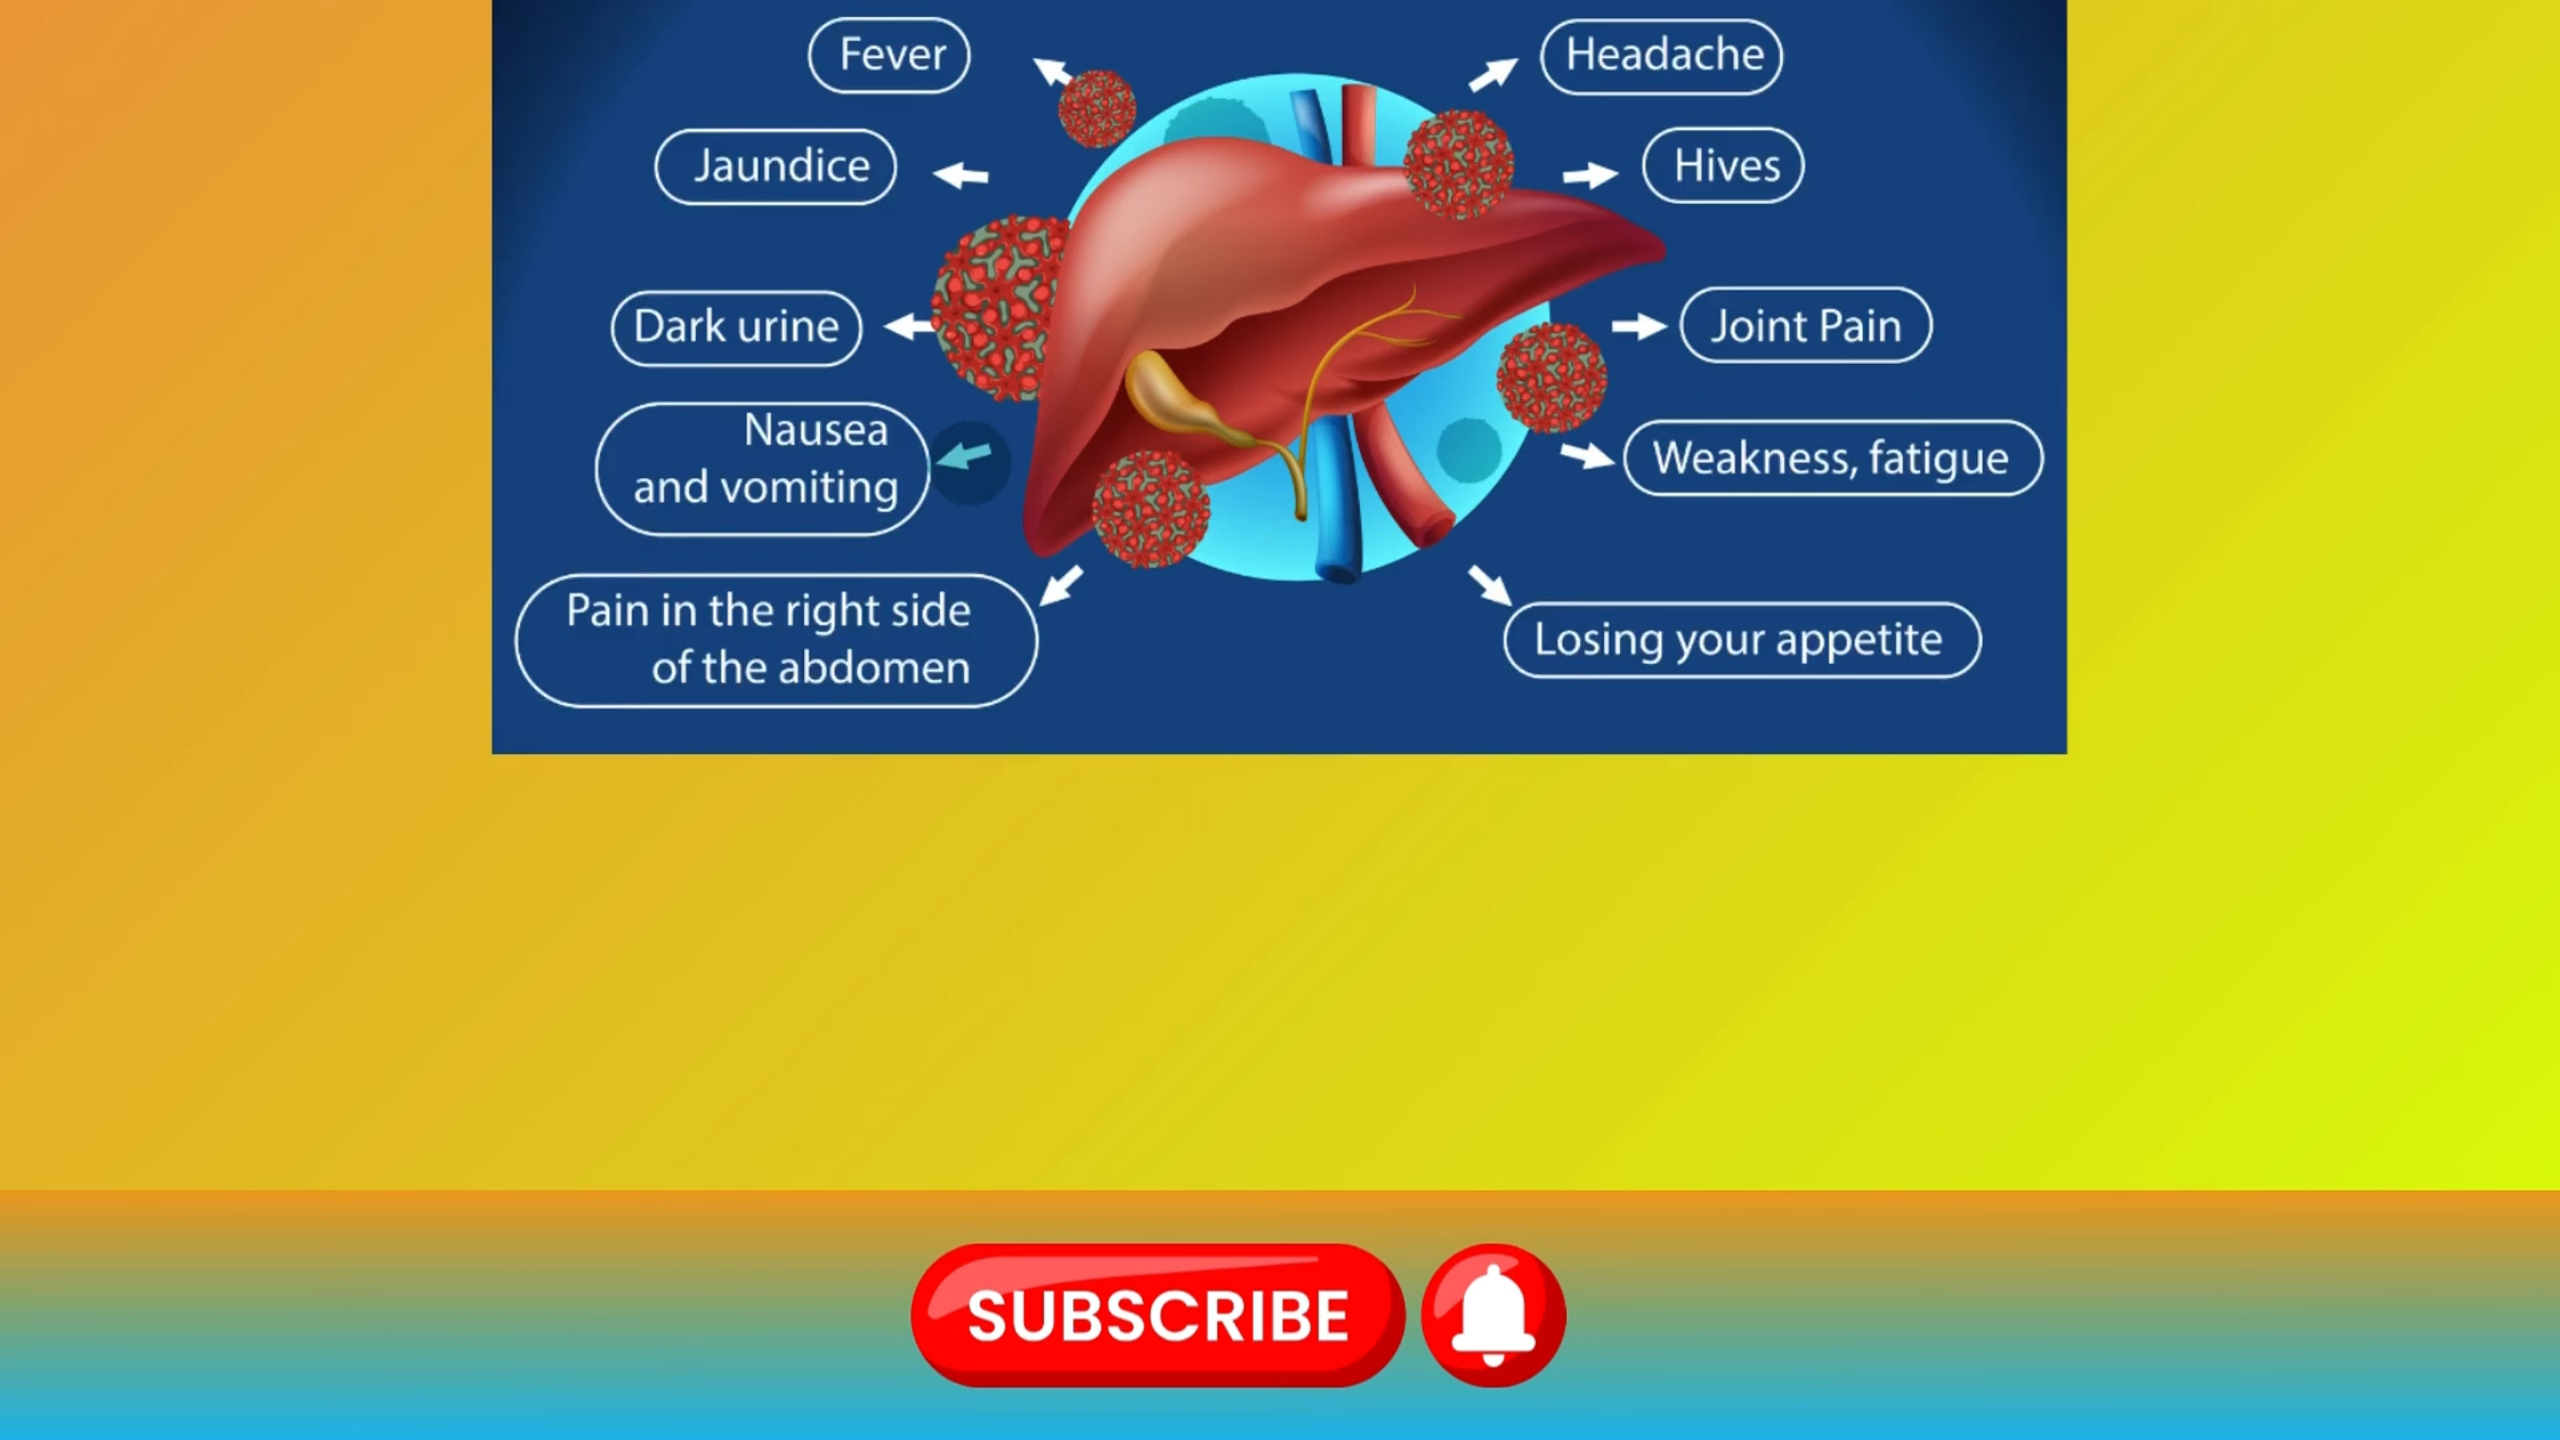 Fever
Headache
Jaundice
Hives
Dark urine
Joint Pain
Nausea
and vomiting
Weakness, fatigue
Pain in the right side
of the abdomen
Losing your appetite
SUBSCRIBE